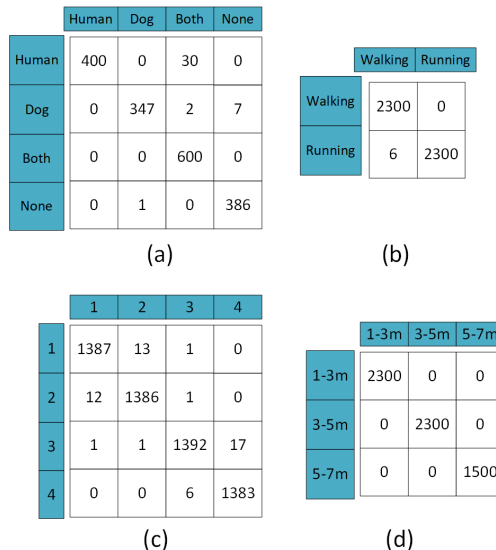 Human Dog Both None
Human 400 0 30 0
Dog 0 347 2 7
Both 0 0 600 0
None 0 1 0 386
(a)
Walking Running
Walking 2300 0
Running 6 2300
(b)
1 2 3 4
1 1387 13 1 0
2 12 1386 1 0
3 1 1 1392 17
4 0 0 6 1383
(c)
1-3m 3-5m 5-7m
1-3m 2300 0 0
3-5m 0 2300 0
5-7m 0 0 1500
(d)